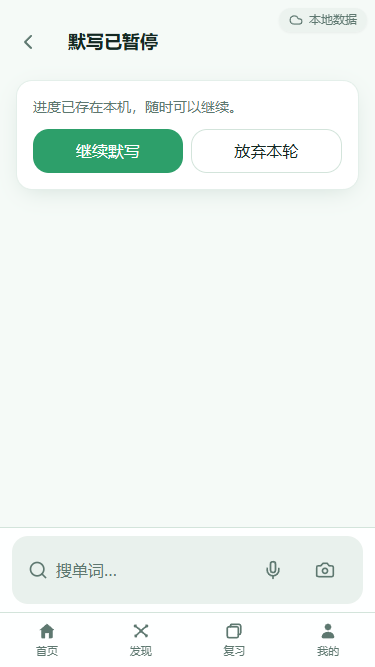 本地数据
默写已暂停
进度已存在本机，随时可以继续。
继续默写
放弃本轮
搜单词...
首页
发现
复习
我的